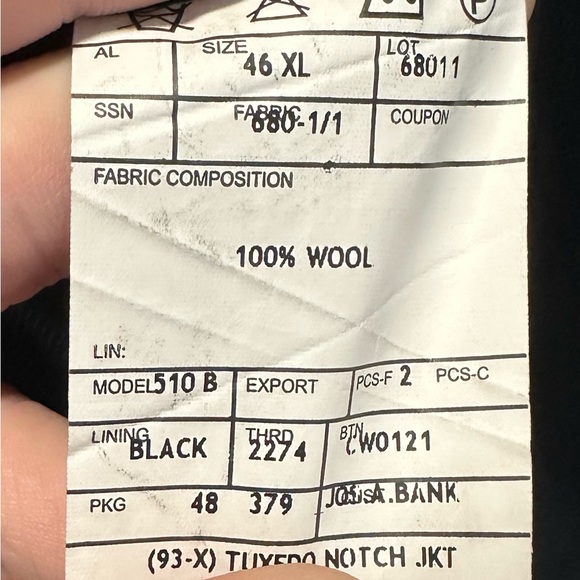 P
AL SIZE 46 XL LOT 68011
SSN FABRIC 680-1/1 COUPON
FABRIC COMPOSITION
100% WOOL
LIN:
MODEL 510 B EXPORT PCS-F 2 PCS-C
LINING BLACK THRD 2274 BTN CW0121
PKG 48 379 CUST JOS.A.BANK
(93-X) TUXEDO NOTCH JKT